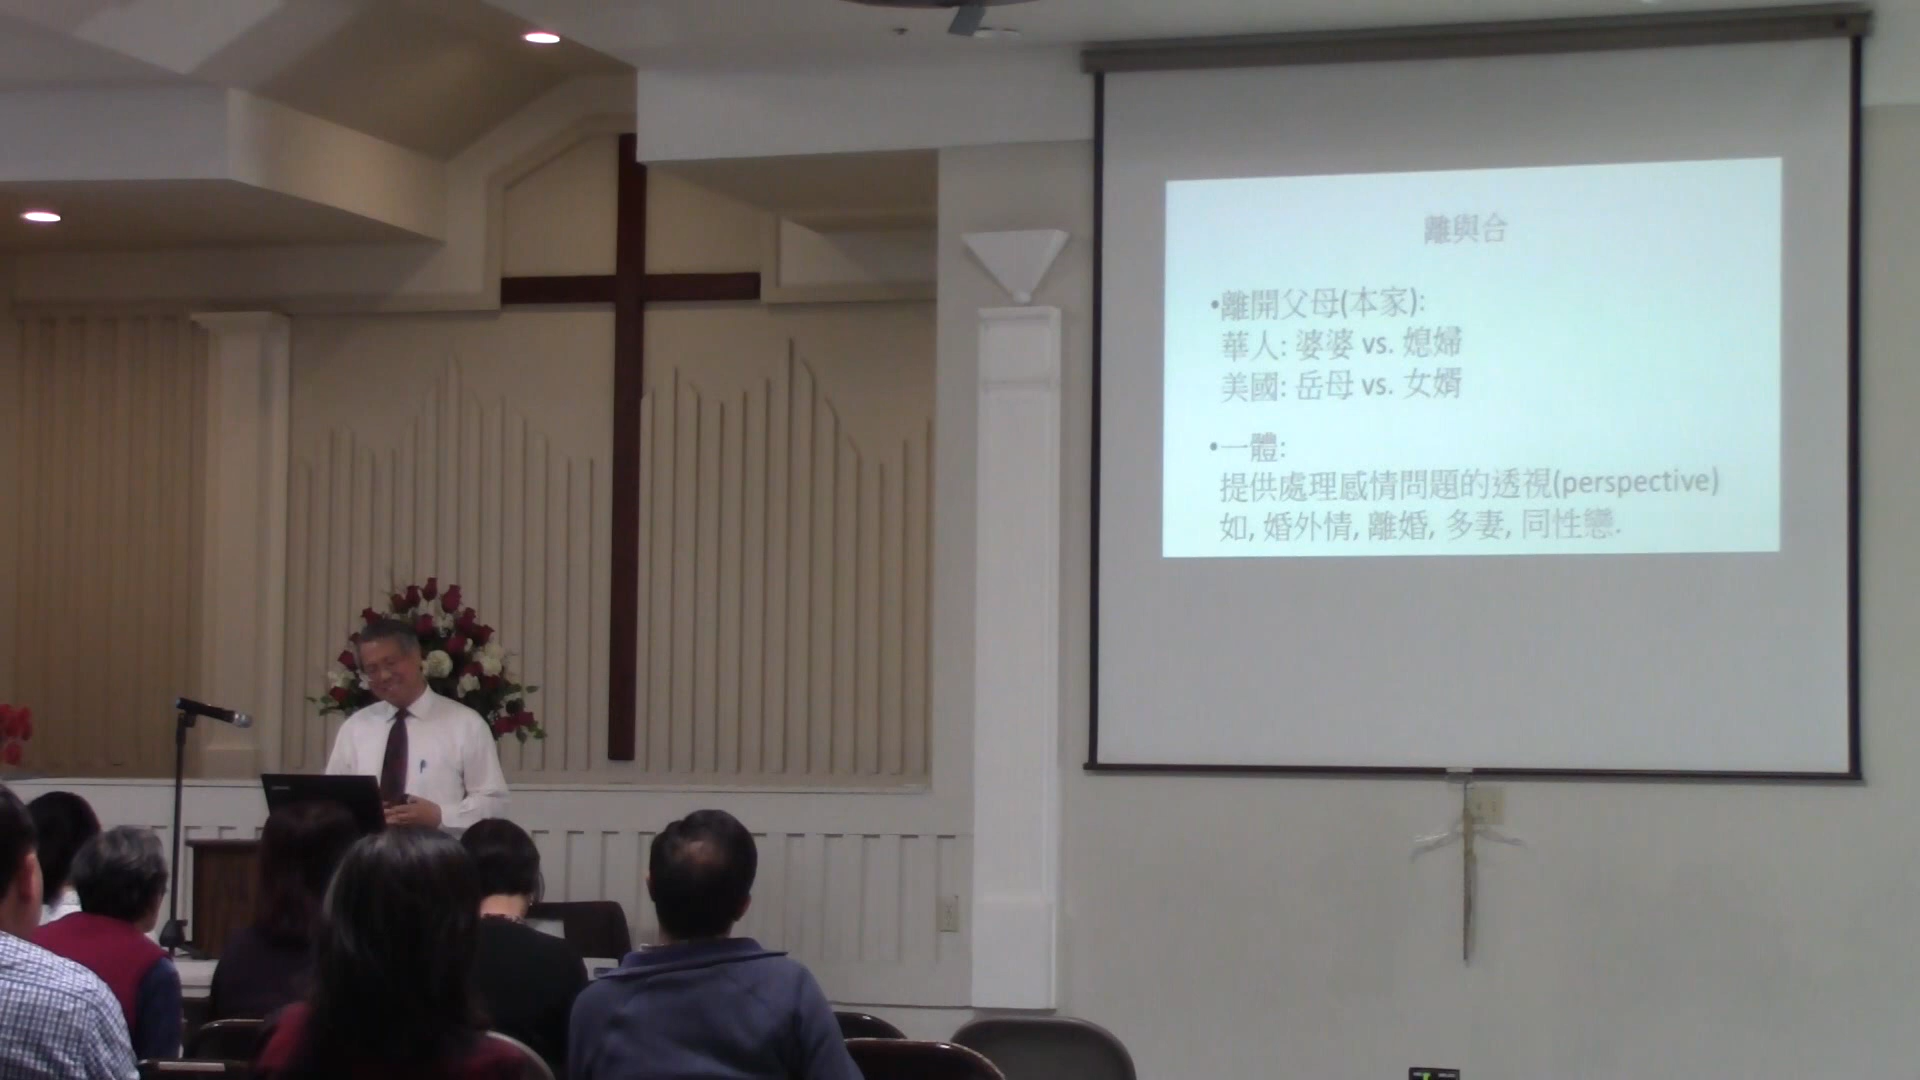 離與合
•離開父母(本家):
華人: 婆婆 vs. 媳婦
美國: 岳母 vs. 女婿
•一體:
提供處理感情問題的透視(perspective)
如, 婚外情, 離婚, 多妻, 同性戀.